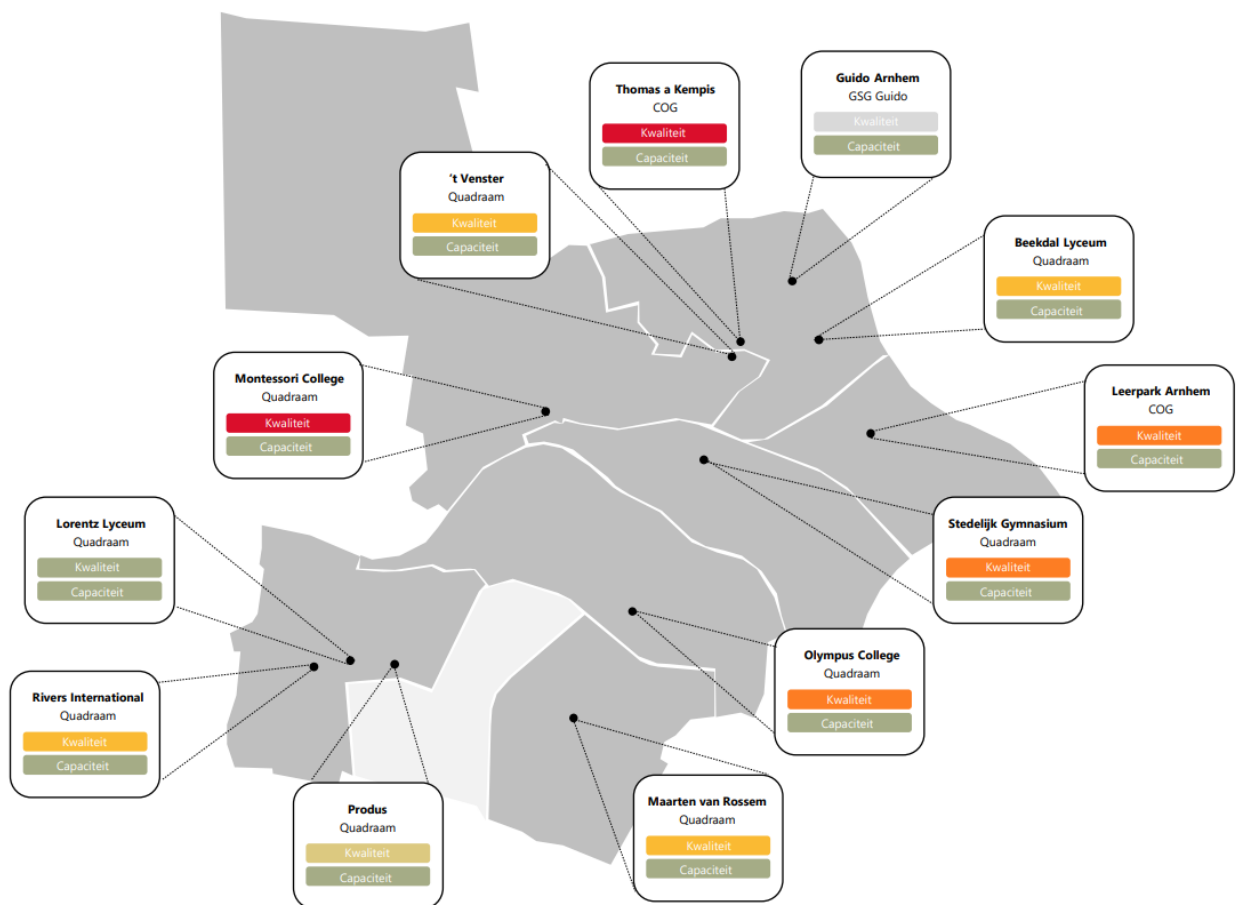 Guido Arnhem
GSG Guido
Kwaliteit
Capaciteit
Thomas a Kempis
COG
Kwaliteit
Capaciteit
't Venster
Quadraam
Kwaliteit
Capaciteit
Beekdal Lyceum
Quadraam
Kwaliteit
Capaciteit
Montessori College
Quadraam
Kwaliteit
Capaciteit
Leerpark Arnhem
COG
Kwaliteit
Capaciteit
Lorentz Lyceum
Quadraam
Kwaliteit
Capaciteit
Stedelijk Gymnasium
Quadraam
Kwaliteit
Capaciteit
Olympus College
Quadraam
Kwaliteit
Capaciteit
Rivers International
Quadraam
Kwaliteit
Capaciteit
Produs
Quadraam
Kwaliteit
Capaciteit
Maarten van Rossem
Quadraam
Kwaliteit
Capaciteit